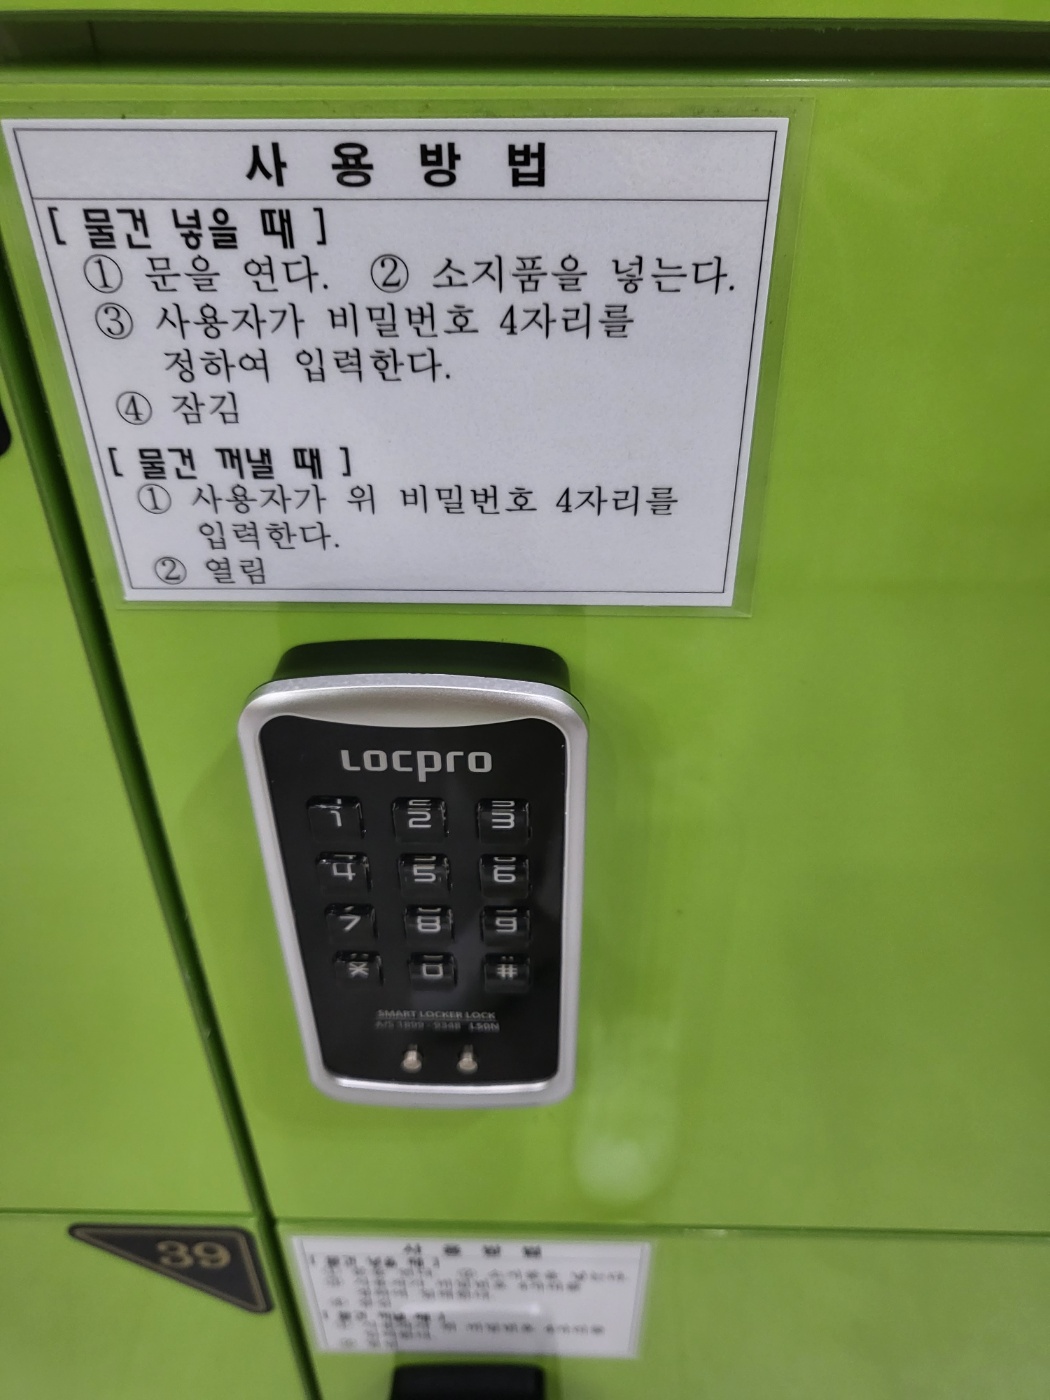 사 용 방 법
[ 물건 넣을 때 ]
① 문을 연다. ② 소지품을 넣는다.
③ 사용자가 비밀번호 4자리를
정하여 입력한다.
④ 잠김
[ 물건 꺼낼 때 ]
① 사용자가 위 비밀번호 4자리를
입력한다.
② 열림
LOCPRO
1 2 3
4 5 6
7 8 9
* 0 #
SMART LOCKER LOCK
39
사 용 방 법